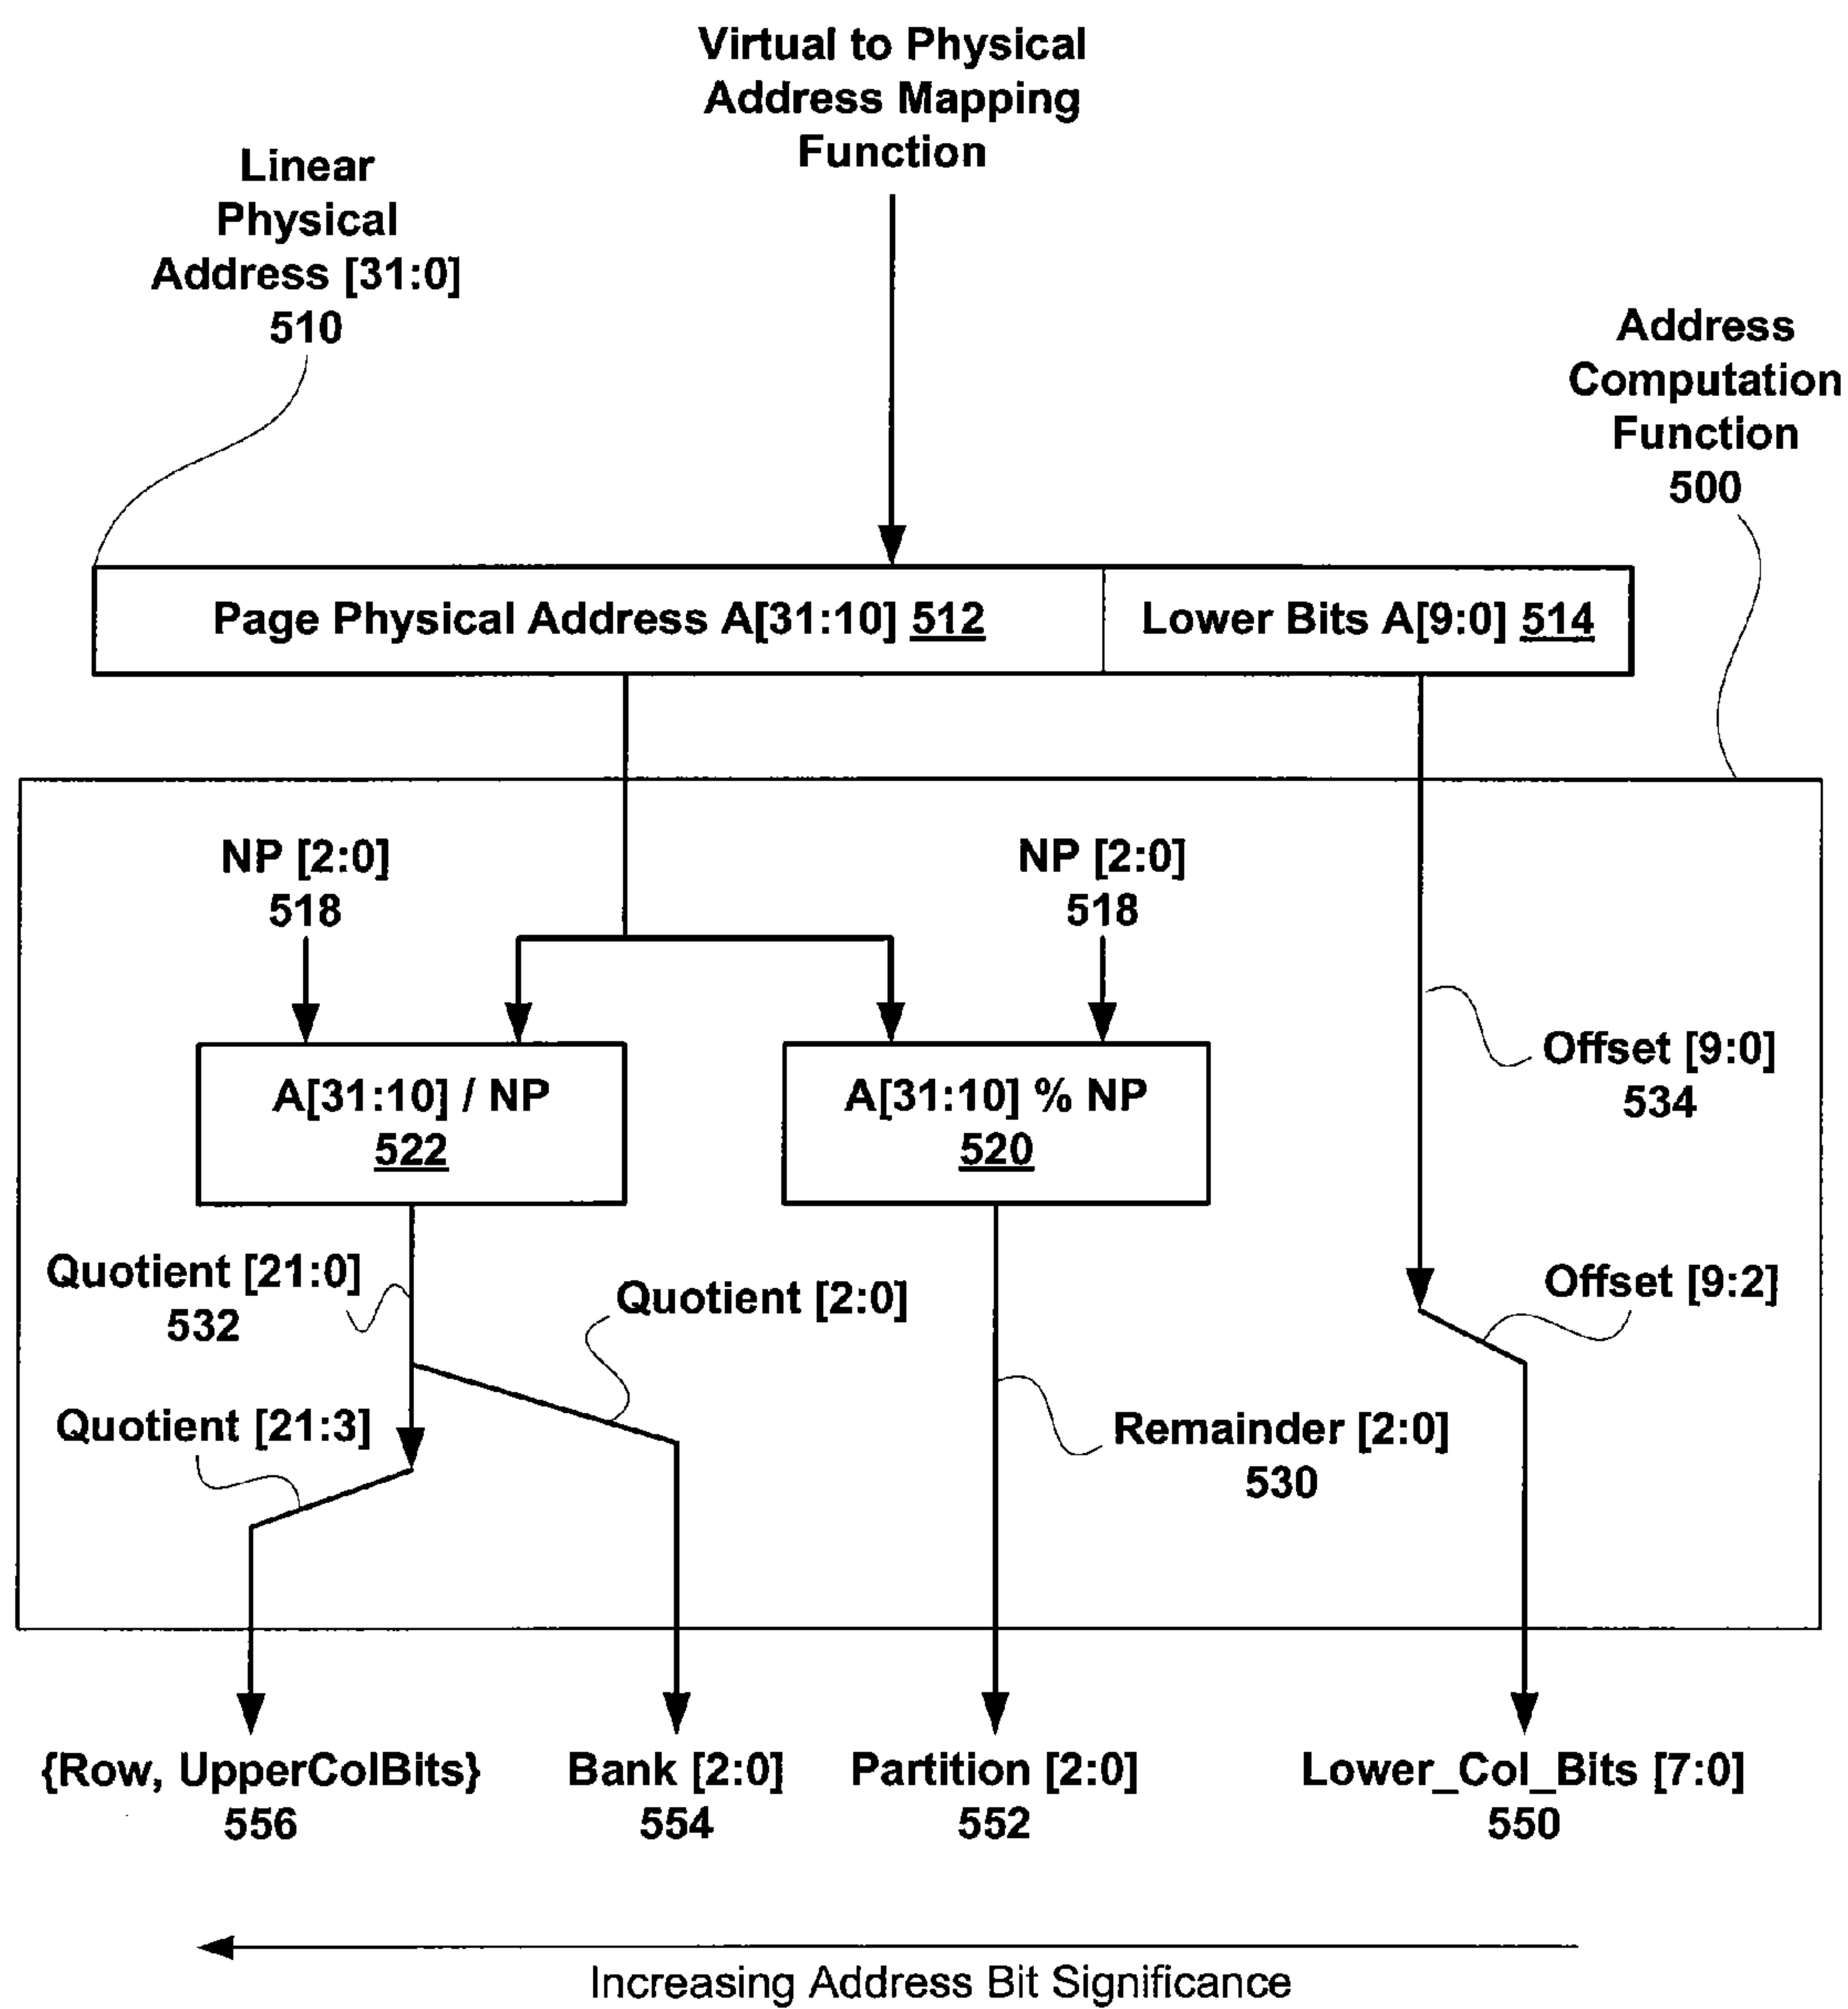 Virtual to Physical
Address Mapping
Function
Linear
Physical
Address [31:0]
510
Address
Computation
Function
500
Page Physical Address A[31:10] 512
Lower Bits A[9:0] 514
NP [2:0]
518
NP [2:0]
518
A[31:10] / NP
522
A[31:10] % NP
520
Offset [9:0]
534
Quotient [21:0]
532
Quotient [2:0]
Offset [9:2]
Quotient [21:3]
Remainder [2:0]
530
{Row, UpperColBits}
556
Bank [2:0]
554
Partition [2:0]
552
Lower_Col_Bits [7:0]
550
Increasing Address Bit Significance